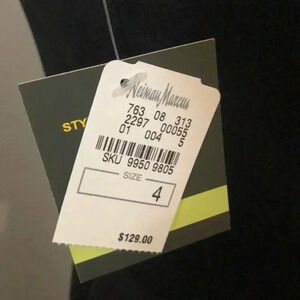 STY
Neiman Marcus
763 08 313
2297 00055
01 004 5
SKU 9950 9805
SIZE
4
$129.00